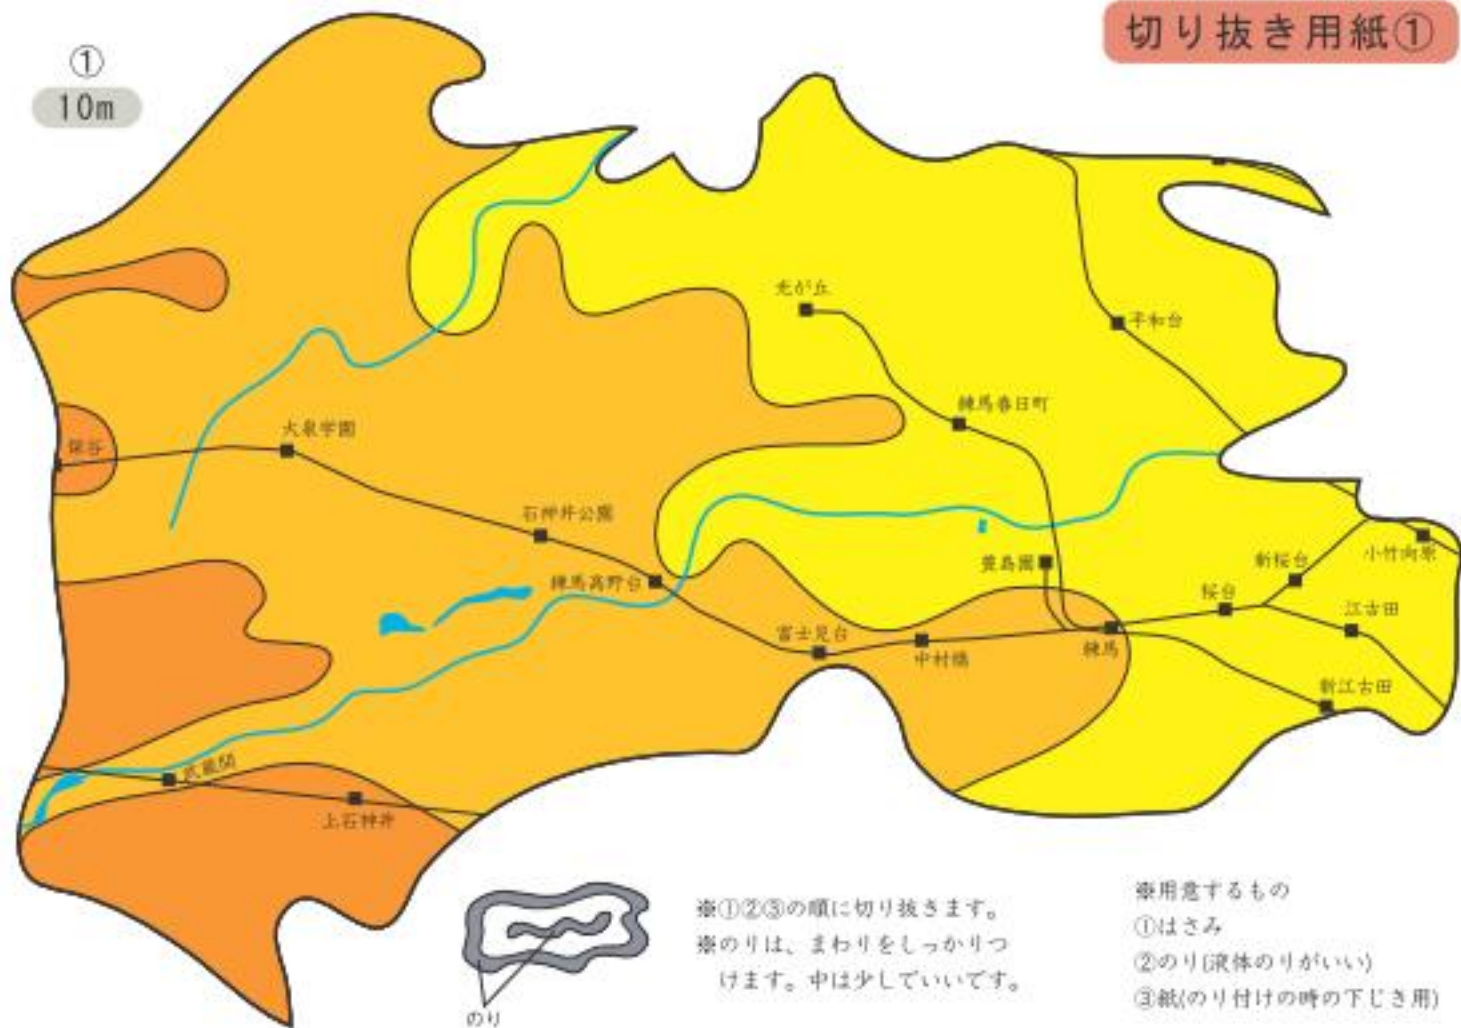 切り抜き用紙①
①
10m
光が丘
平和台
練馬春日町
大泉学園
保谷
石神井公園
練馬高野台
豊島園
新桜台
小竹向原
桜台
江古田
富士見台
中村橋
練馬
新江古田
武蔵関
上石神井
※①②③の順に切り抜きます。
※のりは、まわりをしっかりつ
けます。中は少しでいいです。
のり
※用意するもの
①はさみ
②のり(液体のりがいい)
③紙(のり付けの時の下じき用)